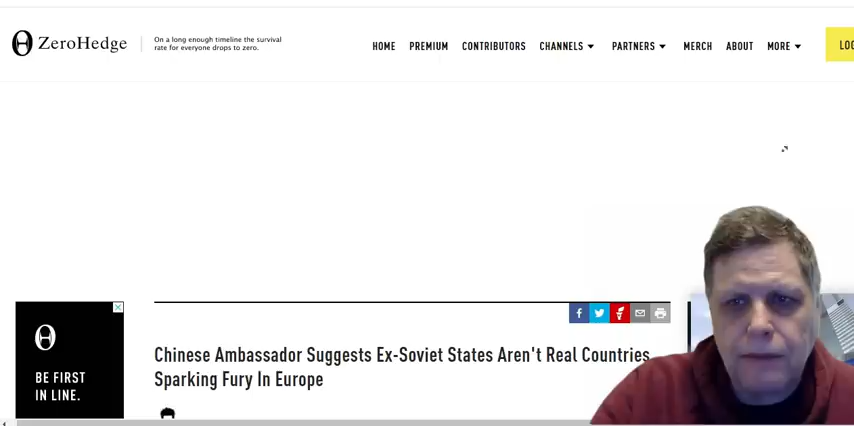 ZeroHedge
On a long enough timeline the survival
rate for everyone drops to zero.
HOME PREMIUM CONTRIBUTORS CHANNELS PARTNERS MERCH ABOUT MORE LOG
BE FIRST
IN LINE.
Chinese Ambassador Suggests Ex-Soviet States Aren't Real Countries
Sparking Fury In Europe